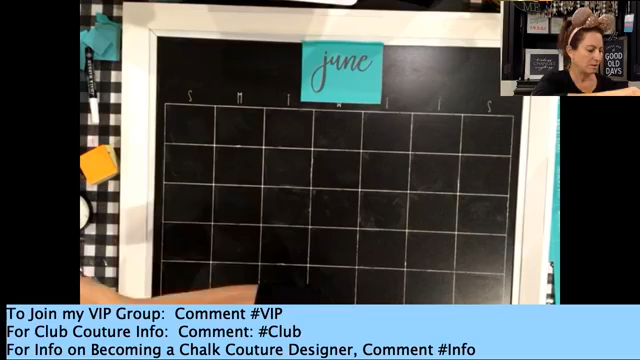 june
S M T W T F S
GOOD
OLD
DAYS
To Join my VIP Group: Comment #VIP
For Club Couture Info: Comment: #Club
For Info on Becoming a Chalk Couture Designer, Comment #Info